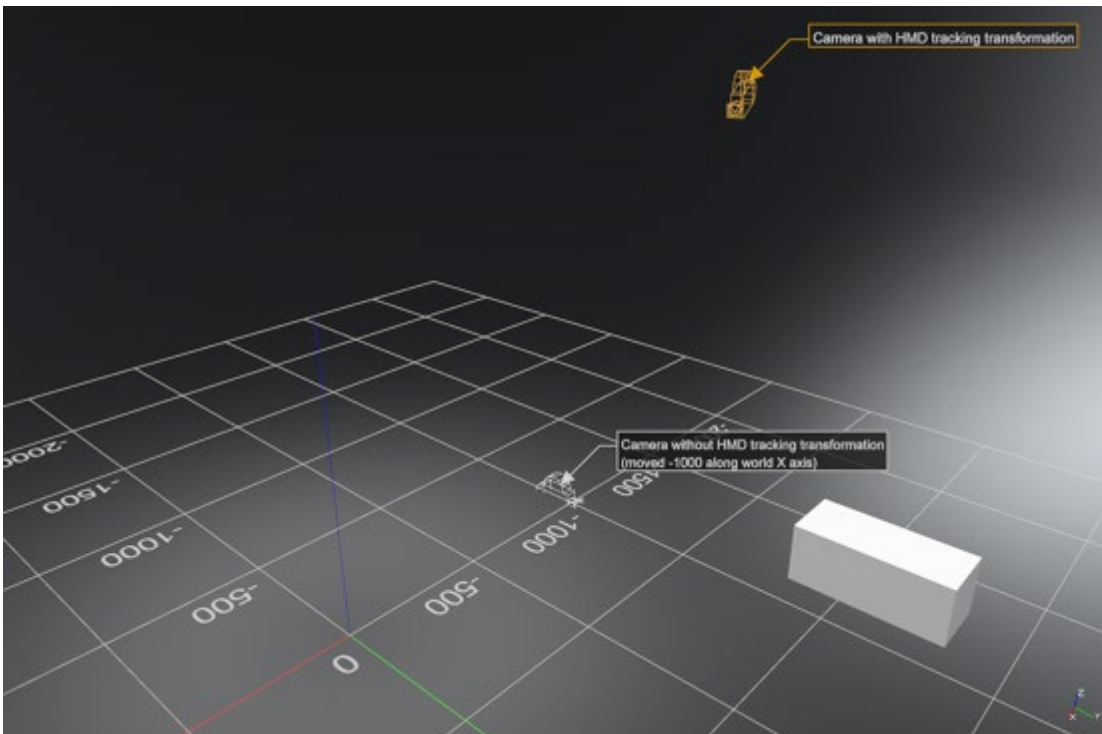 Camera with HMD tracking transformation
Camera without HMD tracking transformation
(moved -1000 along world X axis)
-2000
-1500
-1000
-500
0
-500
-1000
-1500
Z
X
Y